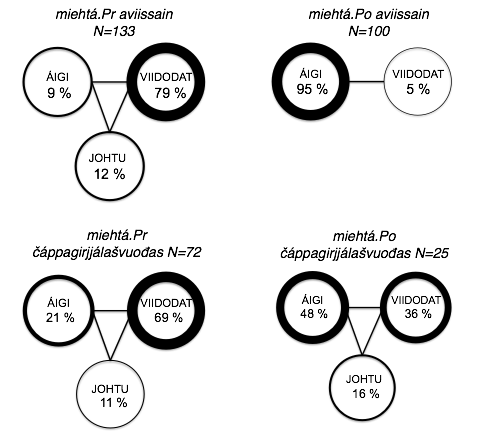 miehtá.Pr aviissain
N=133
ÁIGI
9 %
VIIDODAT
79 %
JOHTU
12 %
miehtá.Po aviissain
N=100
ÁIGI
95 %
VIIDODAT
5 %
miehtá.Pr
čáppagirjjálašvuođas N=72
ÁIGI
21 %
VIIDODAT
69 %
JOHTU
11 %
miehtá.Po
čáppagirjjálašvuođas N=25
ÁIGI
48 %
VIIDODAT
36 %
JOHTU
16 %